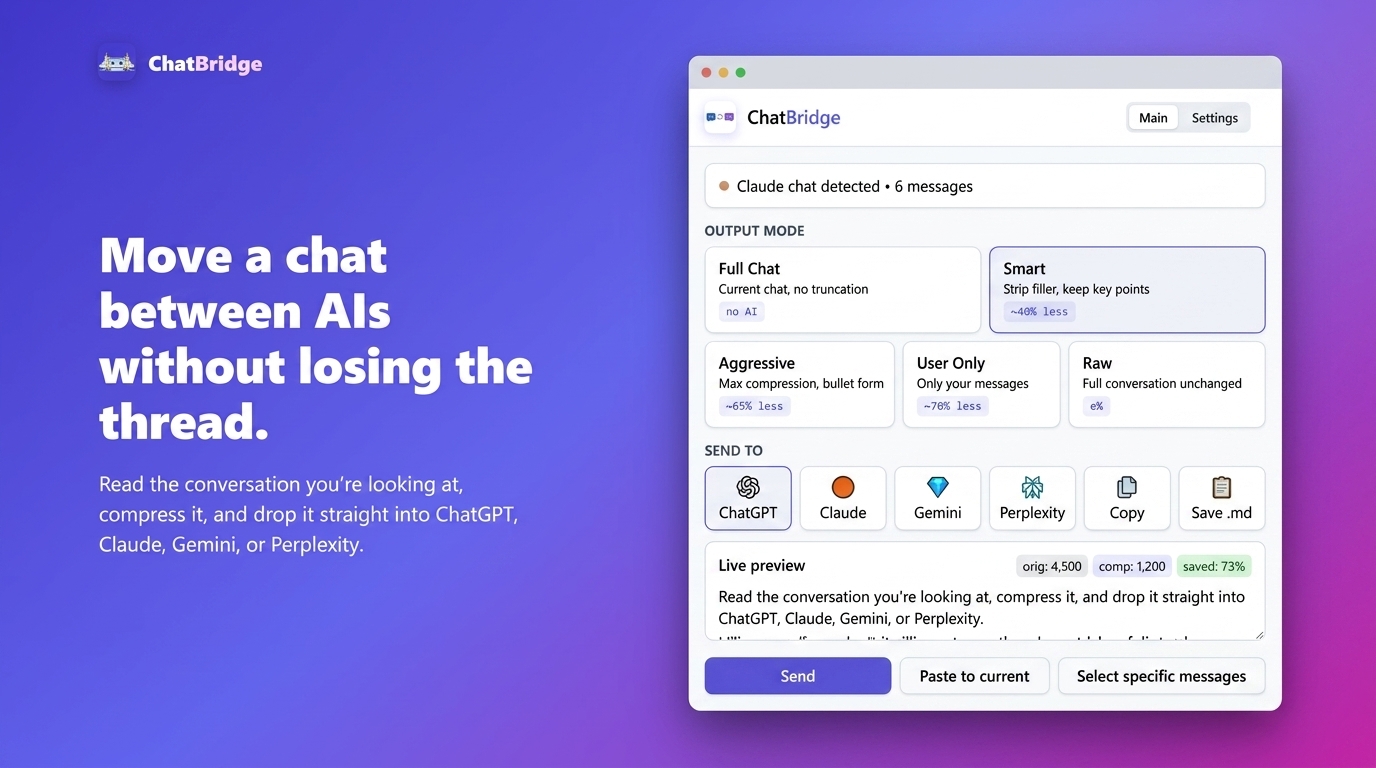 ChatBridge
Move a chat
between AIs
without losing the
thread.
Read the conversation you're looking at,
compress it, and drop it straight into ChatGPT,
Claude, Gemini, or Perplexity.
ChatBridge
Main
Settings
Claude chat detected • 6 messages
OUTPUT MODE
Full Chat
Current chat, no truncation
no AI
Smart
Strip filler, keep key points
~40% less
Aggressive
Max compression, bullet form
~65% less
User Only
Only your messages
~70% less
Raw
Full conversation unchanged
e%
SEND TO
ChatGPT
Claude
Gemini
Perplexity
Copy
Save .md
Live preview
orig: 4,500
comp: 1,200
saved: 73%
Read the conversation you're looking at, compress it, and drop it straight into
ChatGPT, Claude, Gemini, or Perplexity.
Send
Paste to current
Select specific messages